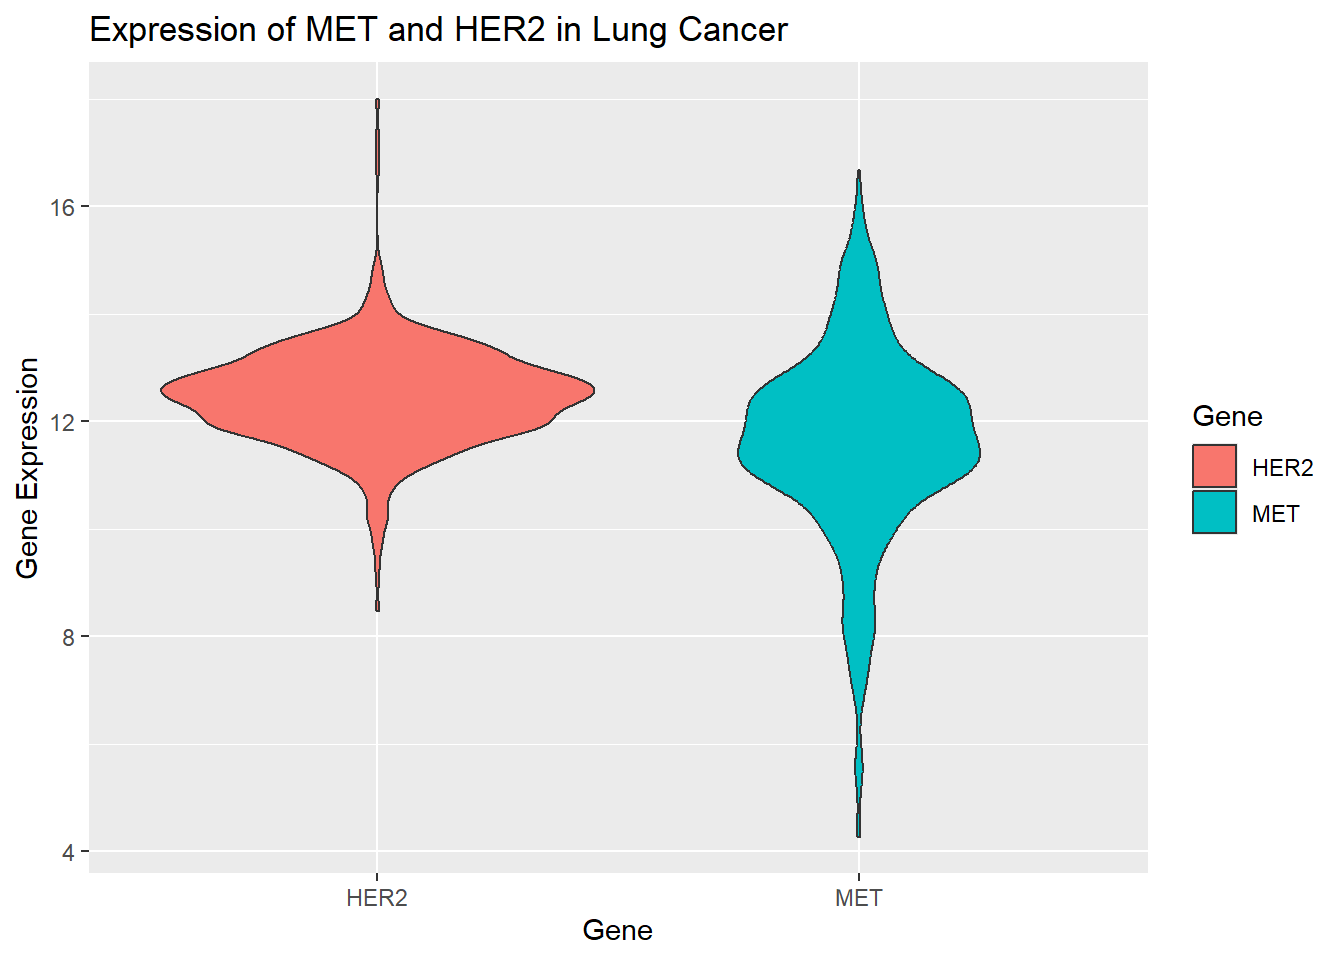 Expression of MET and HER2 in Lung Cancer
Gene Expression
16
12
8
4
HER2
MET
Gene
Gene
HER2
MET